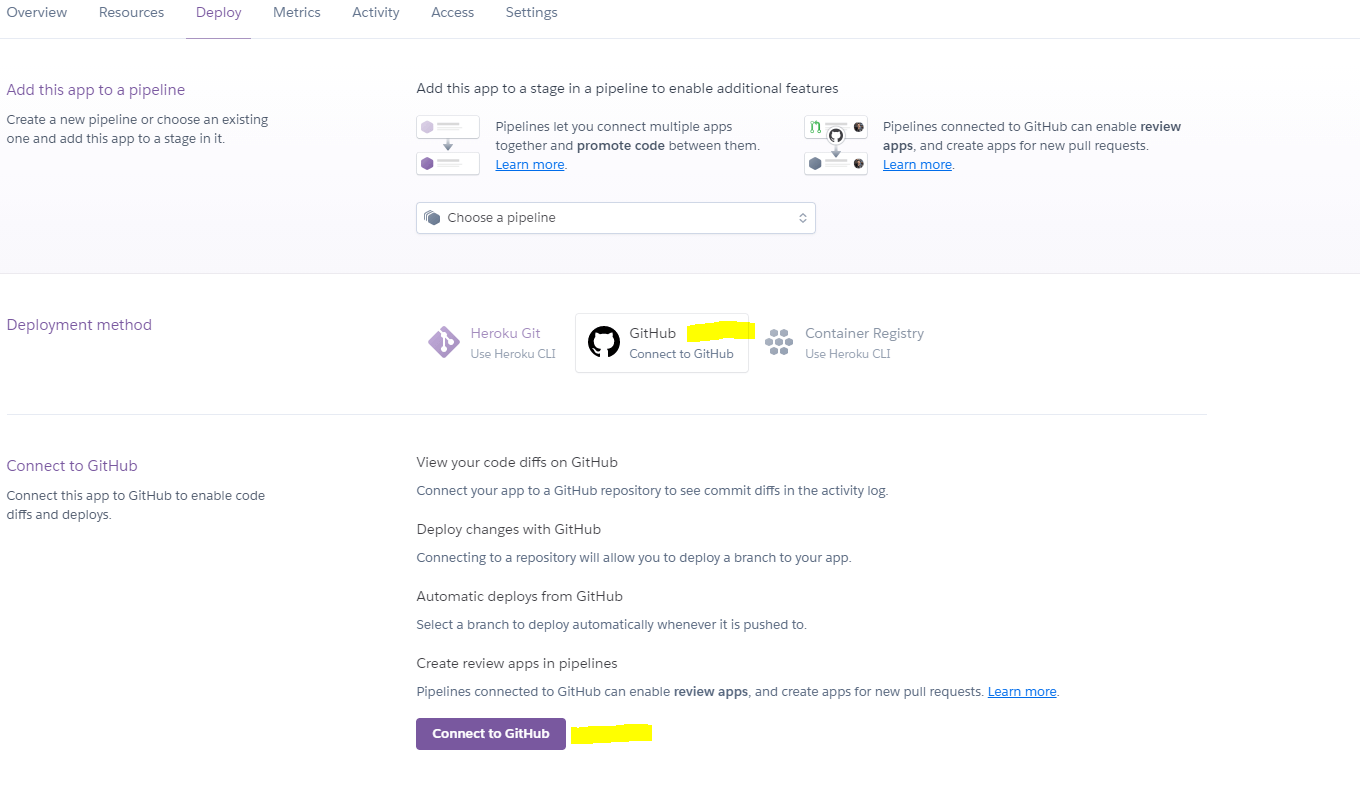 Overview Resources Deploy Metrics Activity Access Settings
Add this app to a pipeline
Create a new pipeline or choose an existing
one and add this app to a stage in it.
Add this app to a stage in a pipeline to enable additional features
Pipelines let you connect multiple apps
together and promote code between them.
Learn more.
Pipelines connected to GitHub can enable review
apps, and create apps for new pull requests.
Learn more.
Choose a pipeline
Deployment method
Heroku Git
Use Heroku CLI
GitHub
Connect to GitHub
Container Registry
Use Heroku CLI
Connect to GitHub
Connect this app to GitHub to enable code
diffs and deploys.
View your code diffs on GitHub
Connect your app to a GitHub repository to see commit diffs in the activity log.
Deploy changes with GitHub
Connecting to a repository will allow you to deploy a branch to your app.
Automatic deploys from GitHub
Select a branch to deploy automatically whenever it is pushed to.
Create review apps in pipelines
Pipelines connected to GitHub can enable review apps, and create apps for new pull requests. Learn more.
Connect to GitHub